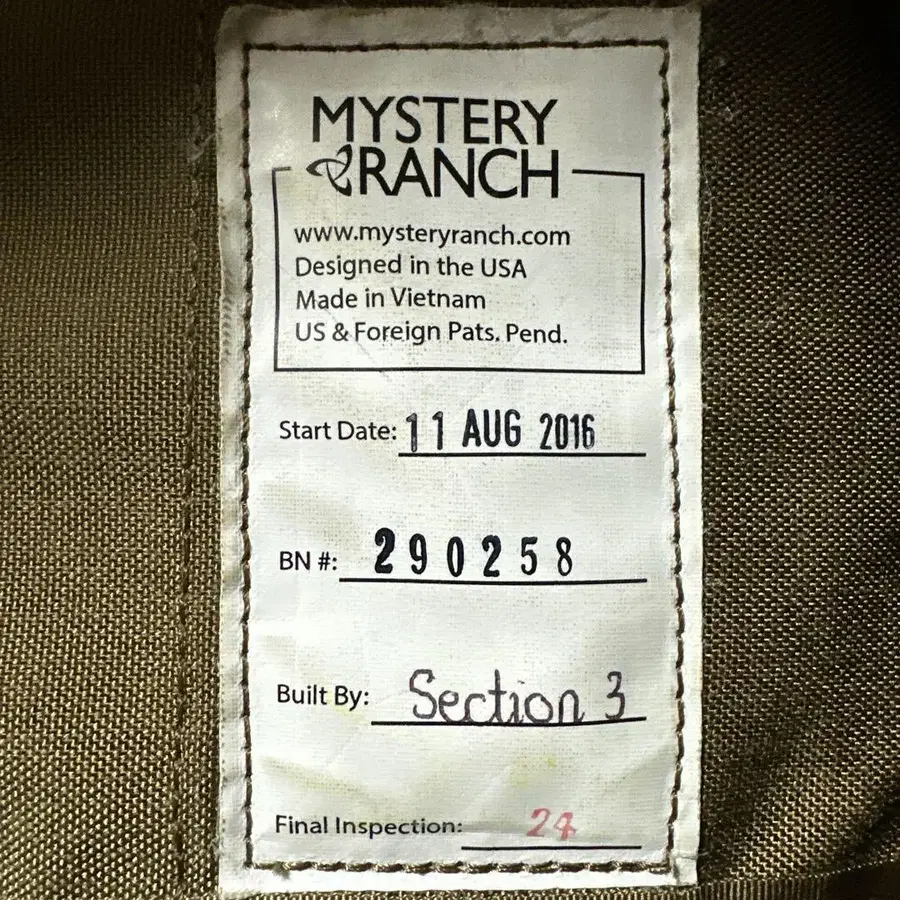 MYSTERY
RANCH
www.mysteryranch.com
Designed in the USA
Made in Vietnam
US & Foreign Pats. Pend.
Start Date: 11 AUG 2016
BN #: 290258
Built By: Section 3
Final Inspection: 24